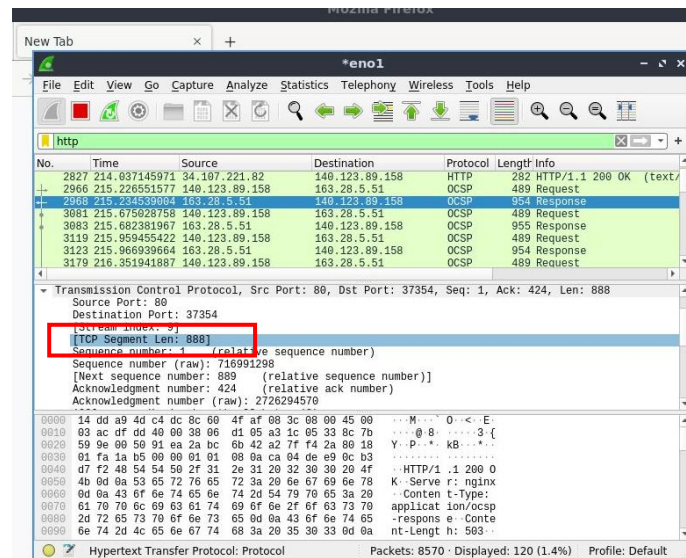 Mozilla Firefox
New Tab × +
*eno1
File Edit View Go Capture Analyze Statistics Telephony Wireless Tools Help
http
No. Time Source Destination Protocol Length Info
2827 214.037145971 34.107.221.82 140.123.89.158 HTTP 282 HTTP/1.1 200 OK (text/
2966 215.226551577 140.123.89.158 163.28.5.51 OCSP 489 Request
2968 215.234539004 163.28.5.51 140.123.89.158 OCSP 954 Response
3081 215.675028758 140.123.89.158 163.28.5.51 OCSP 489 Request
3083 215.682381967 163.28.5.51 140.123.89.158 OCSP 955 Response
3119 215.959455422 140.123.89.158 163.28.5.51 OCSP 489 Request
3123 215.966939664 163.28.5.51 140.123.89.158 OCSP 954 Response
3179 216.351941887 140.123.89.158 163.28.5.51 OCSP 489 Request
Transmission Control Protocol, Src Port: 80, Dst Port: 37354, Seq: 1, Ack: 424, Len: 888
Source Port: 80
Destination Port: 37354
[Stream index: 9]
[TCP Segment Len: 888]
Sequence number: 1 (relative sequence number)
Sequence number (raw): 716991298
[Next sequence number: 889 (relative sequence number)]
Acknowledgment number: 424 (relative ack number)
Acknowledgment number (raw): 2726294570
0000 14 dd a9 4d c4 dc 8c 60 4f af 08 3c 08 00 45 00 ···M···` O··<··E·
0010 03 ac df dd 40 00 38 06 d1 05 a3 1c 05 33 8c 7b ····@·8· ·····3·{
0020 59 9e 00 50 91 ea 2a bc 6b 42 a2 7f f4 2a 80 18 Y··P··*· kB···*··
0030 01 fa 1a b5 00 00 01 01 08 0a ca 04 de e9 0c b3 ········ ········
0040 d7 f2 48 54 54 50 2f 31 2e 31 20 32 30 30 20 4f ··HTTP/1 .1 200 O
0050 4b 0d 0a 53 65 72 76 65 72 3a 20 6e 67 69 6e 78 K··Serve r: nginx
0060 0d 0a 43 6f 6e 74 65 6e 74 2d 54 79 70 65 3a 20 ··Conten t-Type:
0070 61 70 70 6c 69 63 61 74 69 6f 6e 2f 6f 63 73 70 applicat ion/ocsp
0080 2d 72 65 73 70 6f 6e 73 65 0d 0a 43 6f 6e 74 65 -respons e··Conte
0090 6e 74 2d 4c 65 6e 67 74 68 3a 20 35 30 33 0d 0a nt-Lengt h: 503··
Hypertext Transfer Protocol: Protocol Packets: 8570 · Displayed: 120 (1.4%) Profile: Default